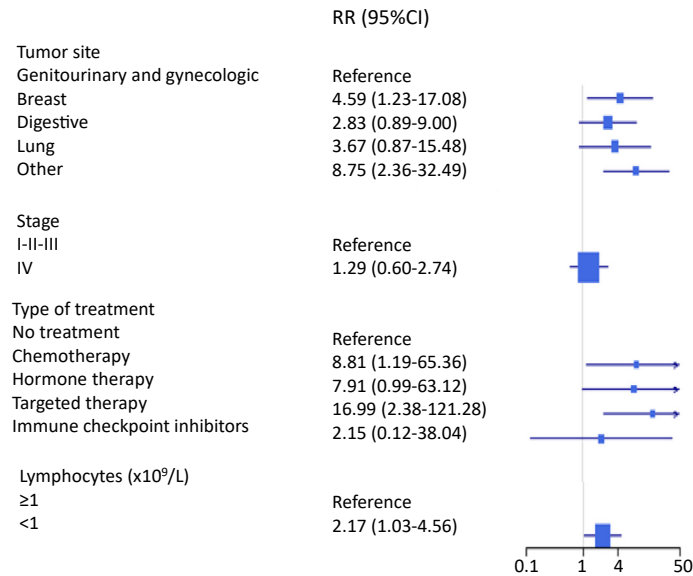 RR (95%CI)
Tumor site
Genitourinary and gynecologic Reference
Breast 4.59 (1.23-17.08)
Digestive 2.83 (0.89-9.00)
Lung 3.67 (0.87-15.48)
Other 8.75 (2.36-32.49)
Stage
I-II-III Reference
IV 1.29 (0.60-2.74)
Type of treatment
No treatment Reference
Chemotherapy 8.81 (1.19-65.36)
Hormone therapy 7.91 (0.99-63.12)
Targeted therapy 16.99 (2.38-121.28)
Immune checkpoint inhibitors 2.15 (0.12-38.04)
Lymphocytes (x10⁹/L)
≥1 Reference
<1 2.17 (1.03-4.56)
0.1 1 4 50